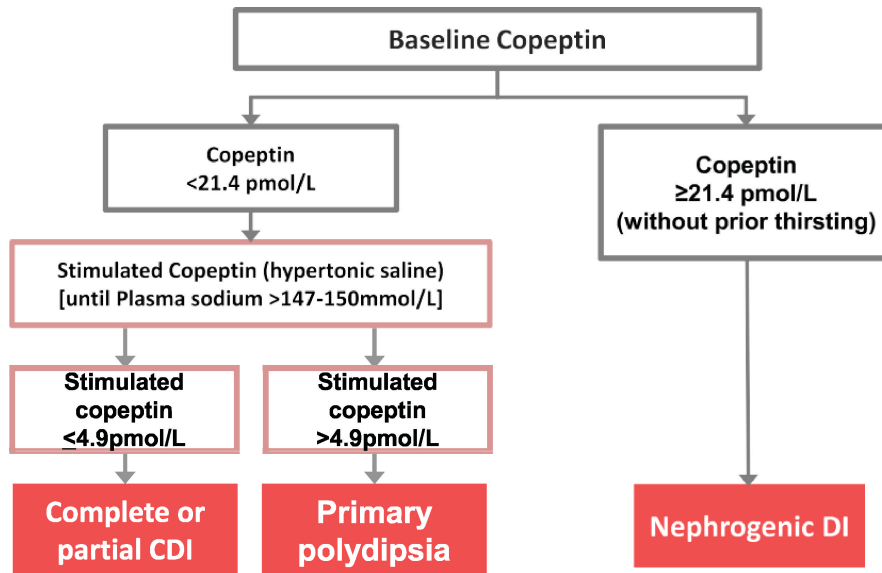 Baseline Copeptin
Copeptin
<21.4 pmol/L
Copeptin
≥21.4 pmol/L
(without prior thirsting)
Stimulated Copeptin (hypertonic saline)
[until Plasma sodium >147-150mmol/L]
Stimulated
copeptin
≤4.9pmol/L
Stimulated
copeptin
>4.9pmol/L
Complete or
partial CDI
Primary
polydipsia
Nephrogenic DI